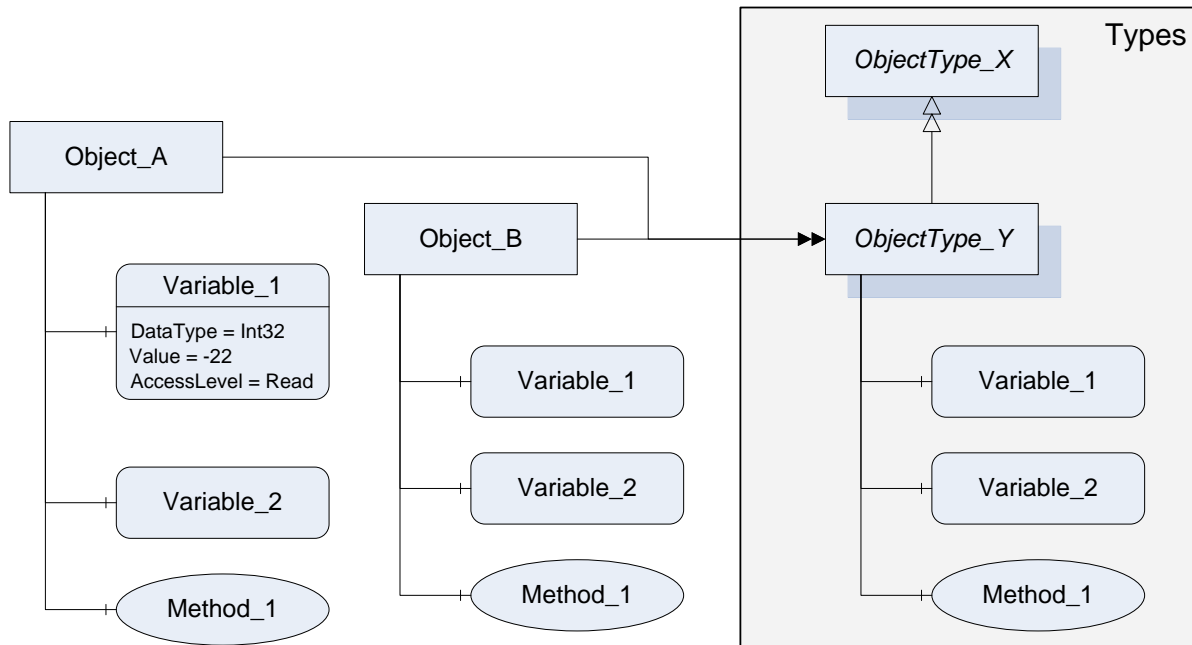 Types
ObjectType_X
Object_A
Object_B
ObjectType_Y
Variable_1
DataType = Int32
Value = -22
AccessLevel = Read
Variable_2
Method_1
Variable_1
Variable_2
Method_1
Variable_1
Variable_2
Method_1